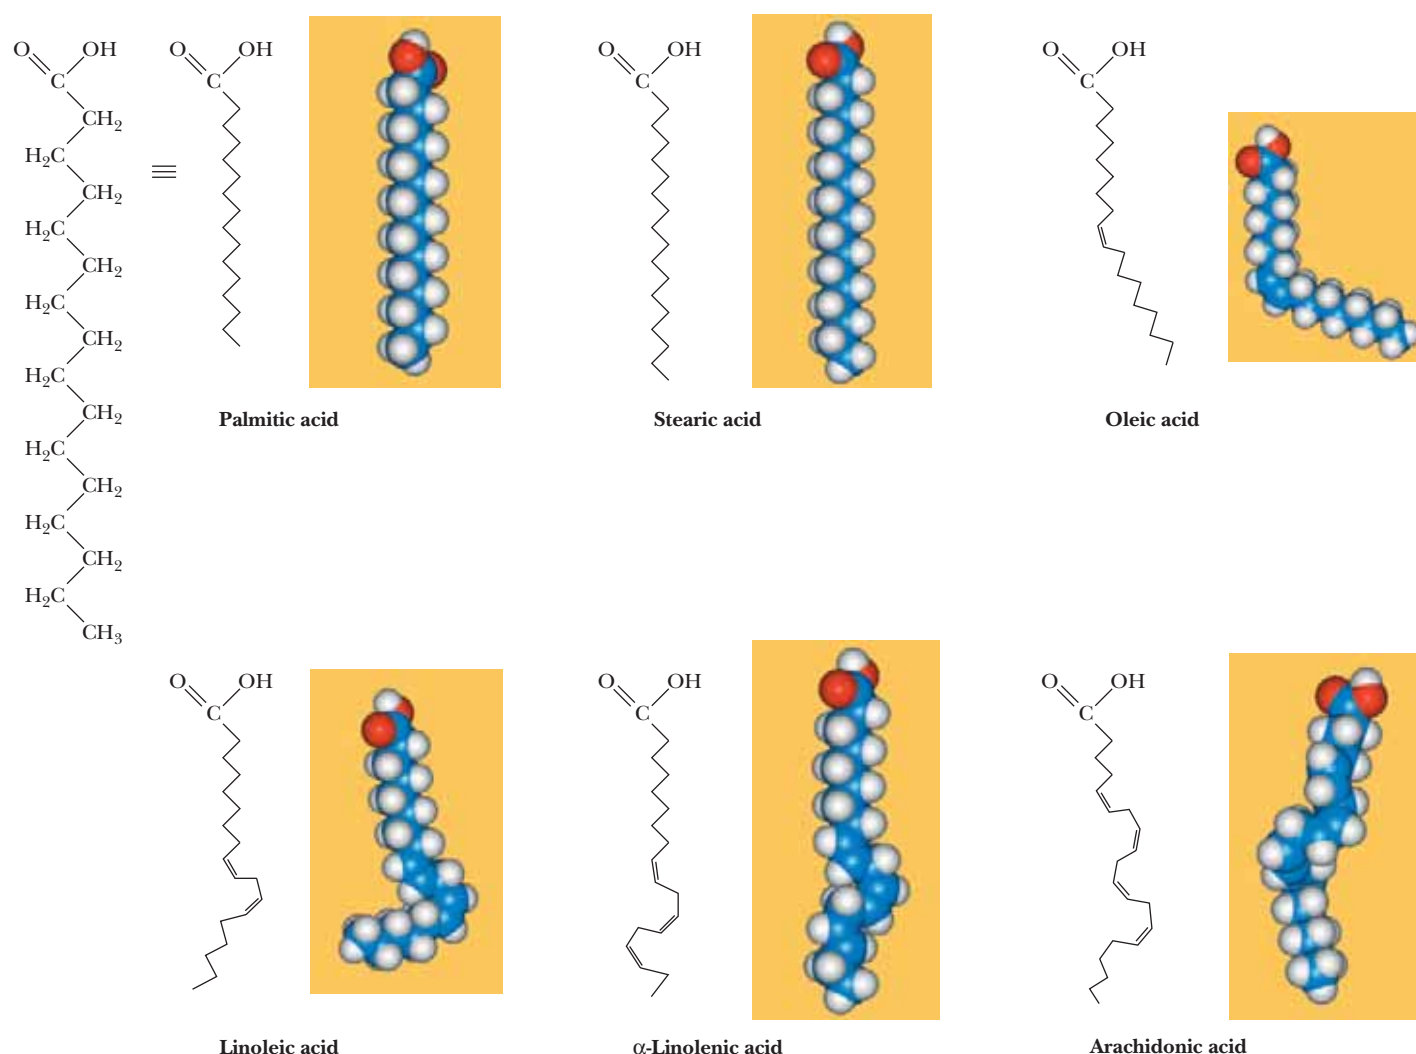 O OH O OH O OH O OH
C C C C
CH₂
H₂C ≡
CH₂
H₂C
CH₂
H₂C
CH₂
H₂C
CH₂
Palmitic acid Stearic acid Oleic acid
H₂C
CH₂
H₂C
CH₂
H₂C
CH₃
O OH O OH O OH
C C C
Linoleic acid α-Linolenic acid Arachidonic acid